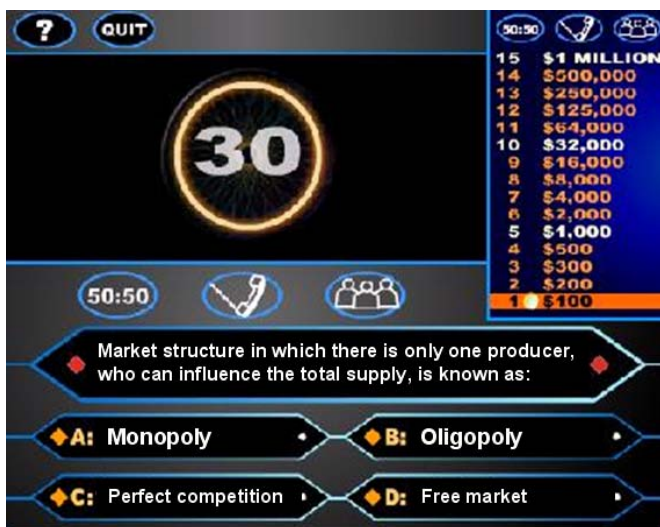 ?
QUIT
50:50
15 $1 MILLION
14 $500,000
13 $250,000
12 $125,000
11 $64,000
10 $32,000
9 $16,000
8 $8,000
7 $4,000
6 $2,000
5 $1,000
4 $500
3 $300
2 $200
1 $100
30
50:50
Market structure in which there is only one producer,
who can influence the total supply, is known as:
A: Monopoly
B: Oligopoly
C: Perfect competition
D: Free market